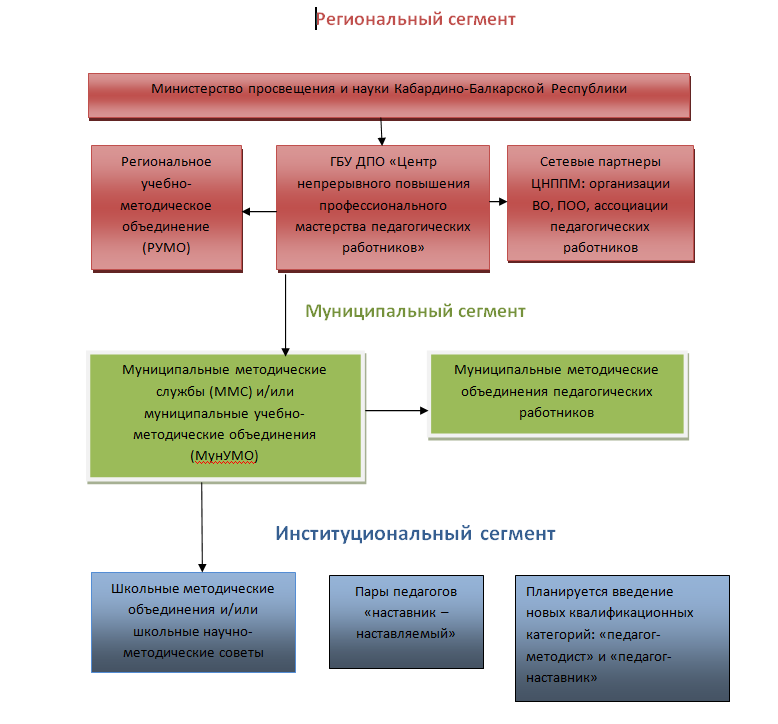 Региональный сегмент
Министерство просвещения и науки Кабардино-Балкарской Республики
Региональное
учебно-
методическое
объединение
(РУМО)
ГБУ ДПО «Центр
непрерывного повышения
профессионального
мастерства педагогических
работников»
Сетевые партнеры
ЦНППМ: организации
ВО, ПОО, ассоциации
педагогических
работников
Муниципальный сегмент
Муниципальные методические
службы (ММС) и/или
муниципальные учебно-
методические объединения
(МунУМО)
Муниципальные методические
объединения педагогических
работников
Институциональный сегмент
Школьные методические
объединения и/или
школьные научно-
методические советы
Пары педагогов
«наставник –
наставляемый»
Планируется введение
новых квалификационных
категорий: «педагог-
методист» и «педагог-
наставник»